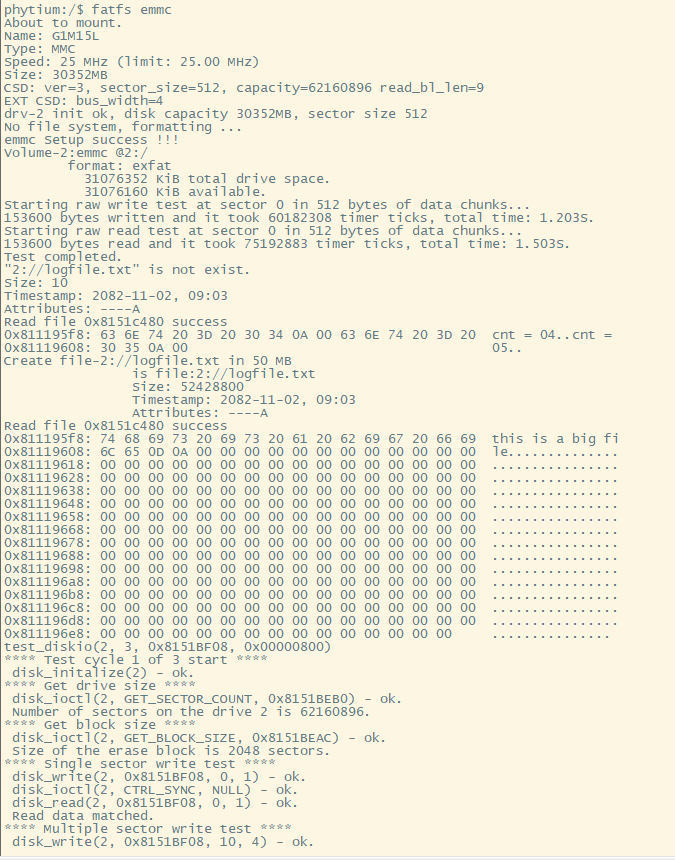 phytium:/$ fatfs emmc
About to mount.
Name: G1M15L
Type: MMC
Speed: 25 MHz (limit: 25.00 MHz)
Size: 30352MB
CSD: ver=3, sector_size=512, capacity=62160896 read_bl_len=9
EXT CSD: bus_width=4
drv-2 init ok, disk capacity 30352MB, sector size 512
No file system, formatting ...
emmc Setup success !!!
Volume-2:emmc @2:/
        format: exfat
          31076352 KiB total drive space.
          31076160 KiB available.
Starting raw write test at sector 0 in 512 bytes of data chunks...
153600 bytes written and it took 60182308 timer ticks, total time: 1.203S.
Starting raw read test at sector 0 in 512 bytes of data chunks...
153600 bytes read and it took 75192883 timer ticks, total time: 1.503S.
Test completed.
"2://logfile.txt" is not exist.
Size: 10
Timestamp: 2082-11-02, 09:03
Attributes: ----A
Read file 0x8151c480 success
0x811195f8: 63 6E 74 20 3D 20 30 34 0A 00 63 6E 74 20 3D 20  cnt = 04..cnt =
0x81119608: 30 35 0A 00                                      05..
Create file-2://logfile.txt in 50 MB
                is file:2://logfile.txt
                Size: 52428800
                Timestamp: 2082-11-02, 09:03
                Attributes: ----A
Read file 0x8151c480 success
0x811195f8: 74 68 69 73 20 69 73 20 61 20 62 69 67 20 66 69  this is a big fi
0x81119608: 6C 65 0D 0A 00 00 00 00 00 00 00 00 00 00 00 00  le..............
0x81119618: 00 00 00 00 00 00 00 00 00 00 00 00 00 00 00 00  ................
0x81119628: 00 00 00 00 00 00 00 00 00 00 00 00 00 00 00 00  ................
0x81119638: 00 00 00 00 00 00 00 00 00 00 00 00 00 00 00 00  ................
0x81119648: 00 00 00 00 00 00 00 00 00 00 00 00 00 00 00 00  ................
0x81119658: 00 00 00 00 00 00 00 00 00 00 00 00 00 00 00 00  ................
0x81119668: 00 00 00 00 00 00 00 00 00 00 00 00 00 00 00 00  ................
0x81119678: 00 00 00 00 00 00 00 00 00 00 00 00 00 00 00 00  ................
0x81119688: 00 00 00 00 00 00 00 00 00 00 00 00 00 00 00 00  ................
0x81119698: 00 00 00 00 00 00 00 00 00 00 00 00 00 00 00 00  ................
0x811196a8: 00 00 00 00 00 00 00 00 00 00 00 00 00 00 00 00  ................
0x811196b8: 00 00 00 00 00 00 00 00 00 00 00 00 00 00 00 00  ................
0x811196c8: 00 00 00 00 00 00 00 00 00 00 00 00 00 00 00 00  ................
0x811196d8: 00 00 00 00 00 00 00 00 00 00 00 00 00 00 00 00  ................
0x811196e8: 00 00 00 00 00 00 00 00 00 00 00 00 00 00 00     ...............
test_diskio(2, 3, 0x8151BF08, 0x00000800)
**** Test cycle 1 of 3 start ****
 disk_initalize(2) - ok.
**** Get drive size ****
 disk_ioctl(2, GET_SECTOR_COUNT, 0x8151BEB0) - ok.
 Number of sectors on the drive 2 is 62160896.
**** Get block size ****
 disk_ioctl(2, GET_BLOCK_SIZE, 0x8151BEAC) - ok.
 Size of the erase block is 2048 sectors.
**** Single sector write test ****
 disk_write(2, 0x8151BF08, 0, 1) - ok.
 disk_ioctl(2, CTRL_SYNC, NULL) - ok.
 disk_read(2, 0x8151BF08, 0, 1) - ok.
 Read data matched.
**** Multiple sector write test ****
 disk_write(2, 0x8151BF08, 10, 4) - ok.